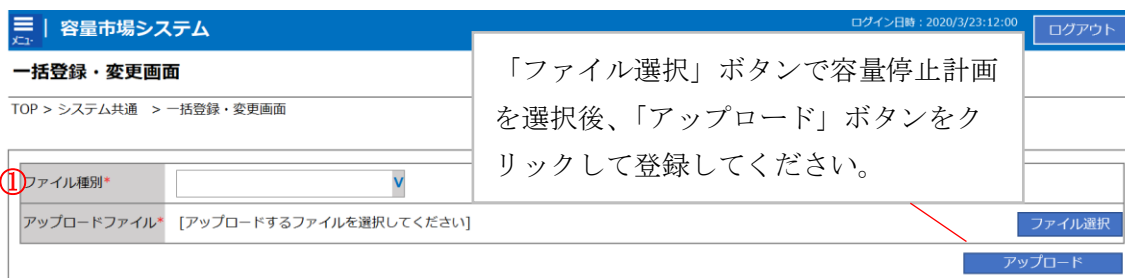 メニュー
容量市場システム
ログイン日時：2020/3/23:12:00
ログアウト
一括登録・変更画面
TOP > システム共通 > 一括登録・変更画面
「ファイル選択」ボタンで容量停止計画
を選択後、「アップロード」ボタンをク
リックして登録してください。
①
ファイル種別*
V
アップロードファイル* [アップロードするファイルを選択してください]
ファイル選択
アップロード